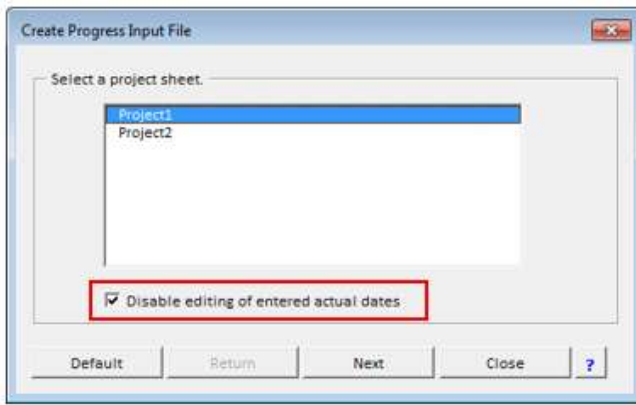 Create Progress Input File
Select a project sheet.
Project1
Project2
Disable editing of entered actual dates
Default Return Next Close ?